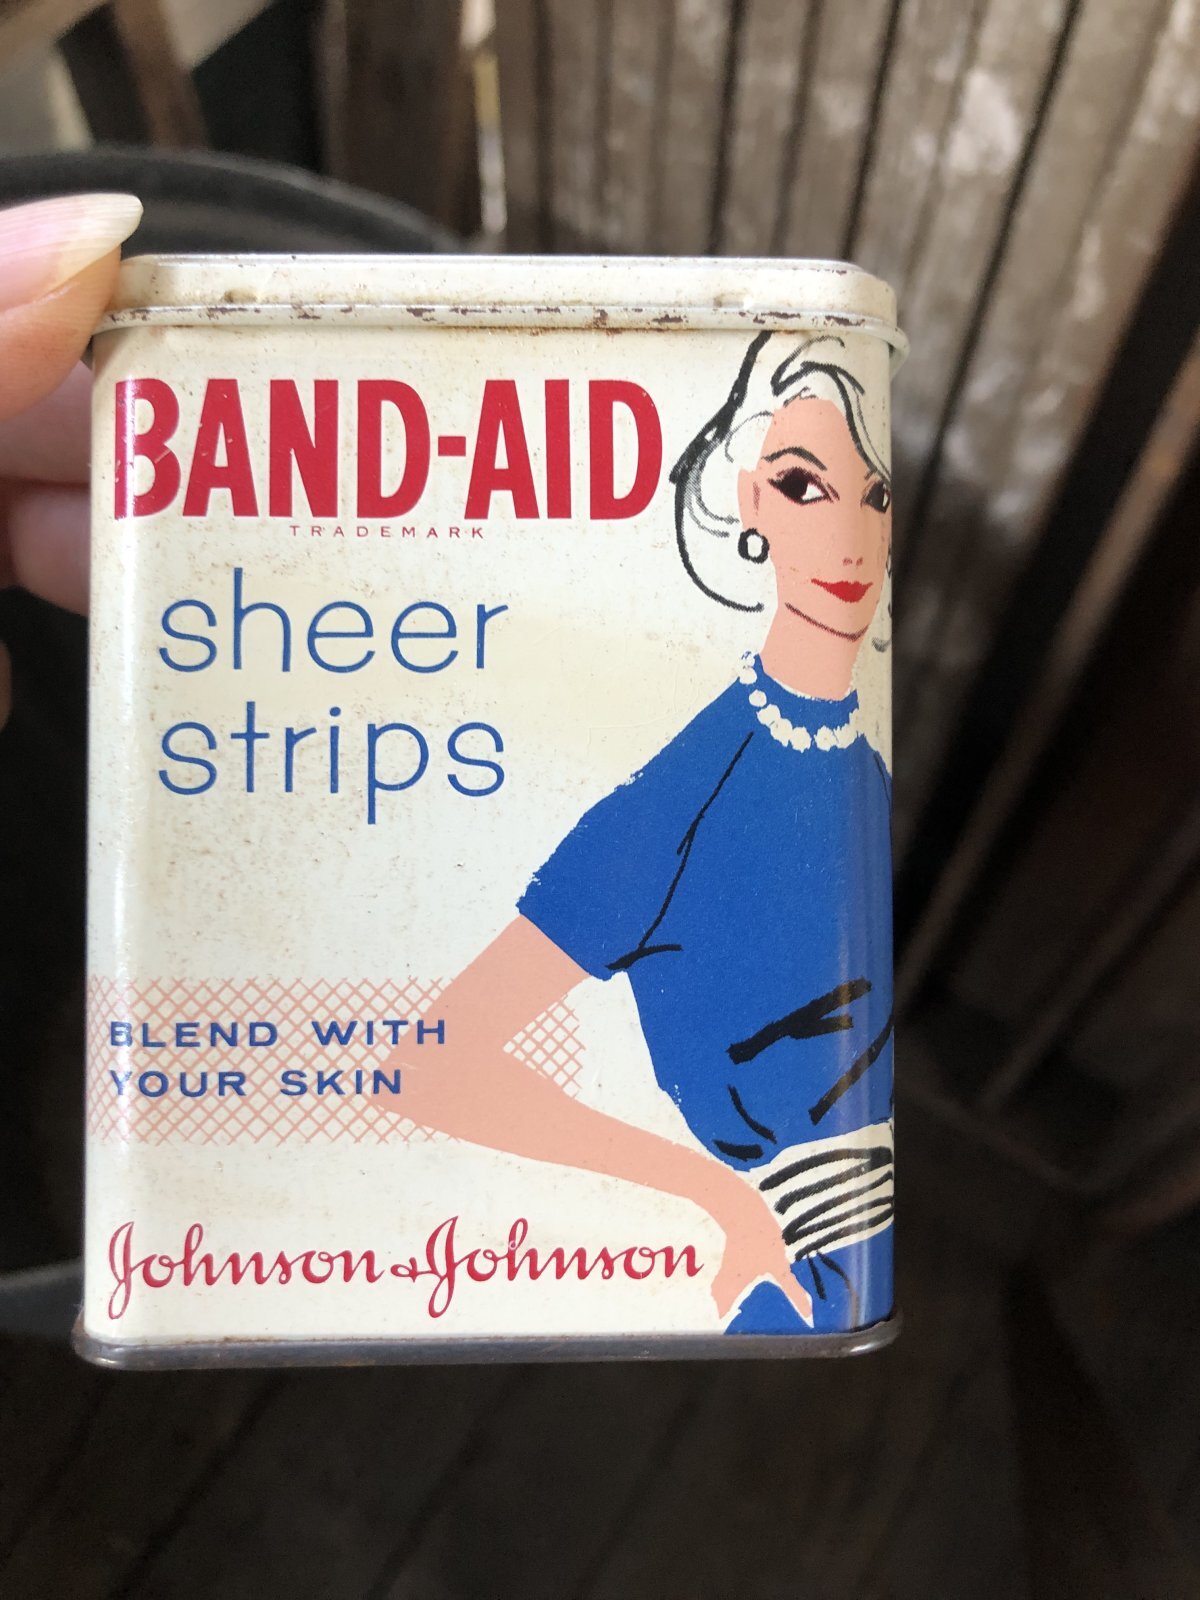 BAND-AID
TRADEMARK
sheer
strips
BLEND WITH
YOUR SKIN
Johnson & Johnson